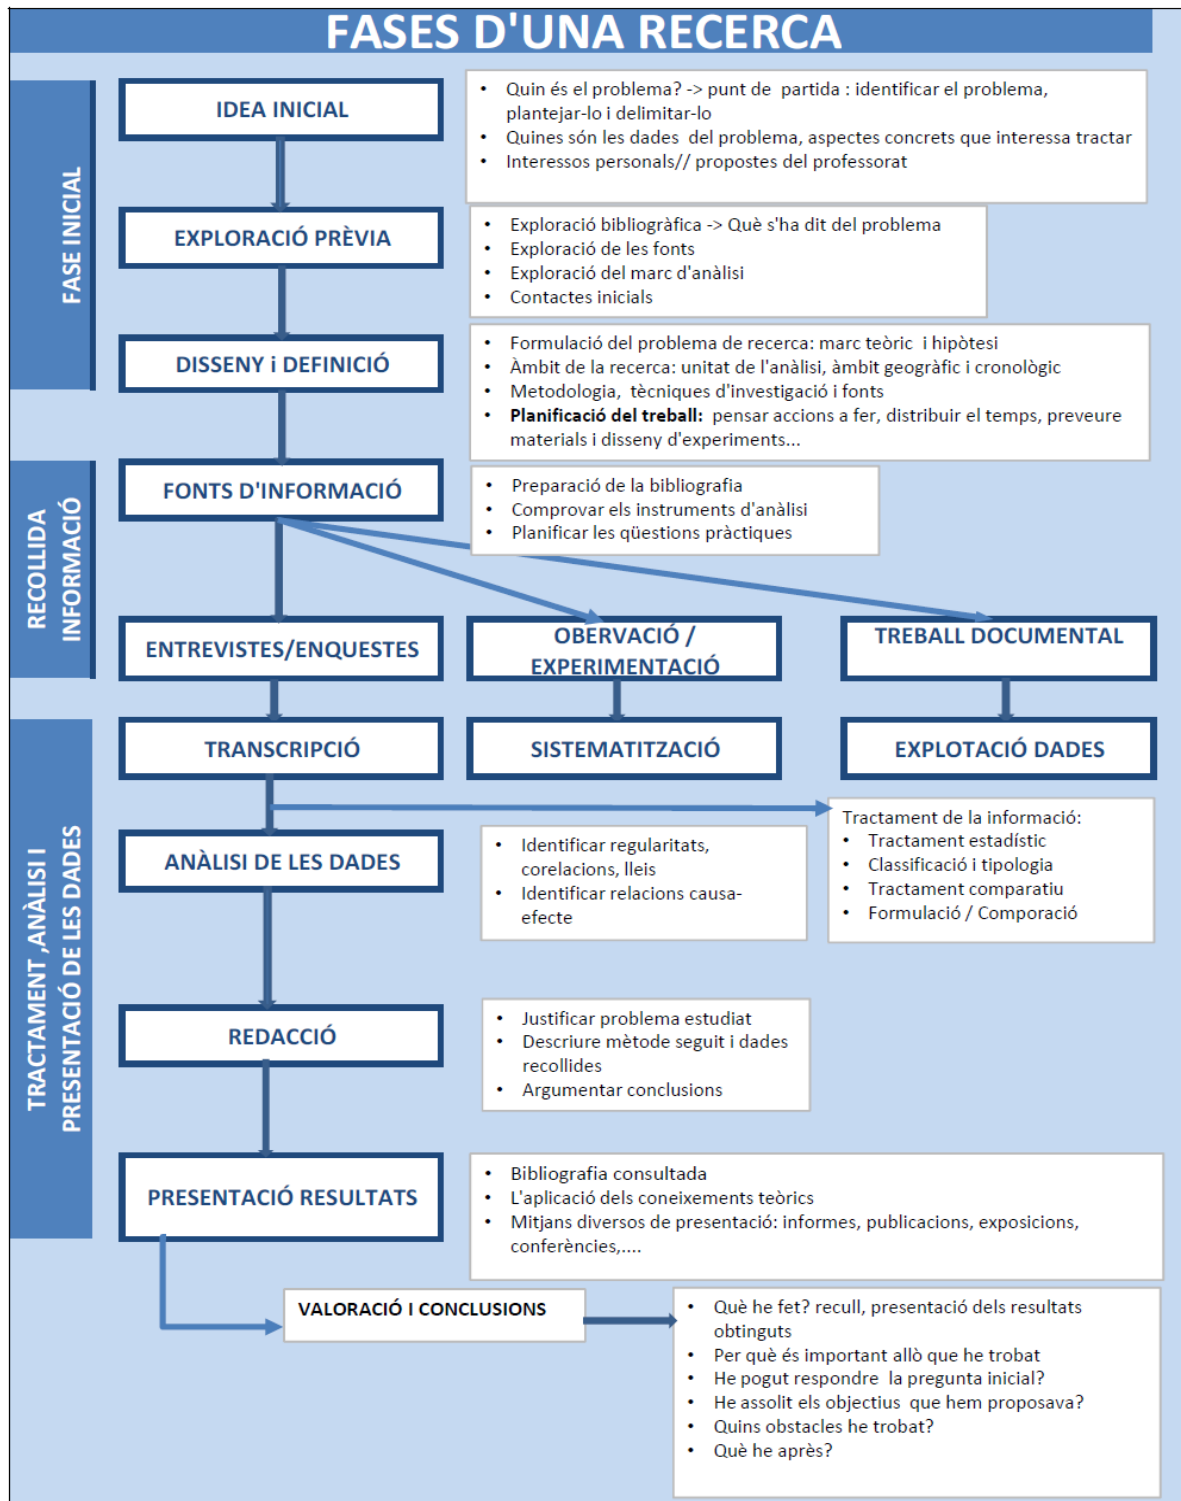 FASES D'UNA RECERCA
FASE INICIAL
IDEA INICIAL
• Quin és el problema? -> punt de partida : identificar el problema,
plantejar-lo i delimitar-lo
• Quines són les dades del problema, aspectes concrets que interessa tractar
• Interessos personals// propostes del professorat
EXPLORACIÓ PRÈVIA
• Exploració bibliogràfica -> Què s'ha dit del problema
• Exploració de les fonts
• Exploració del marc d'anàlisi
• Contactes inicials
DISSENY i DEFINICIÓ
• Formulació del problema de recerca: marc teòric i hipòtesi
• Àmbit de la recerca: unitat de l'anàlisi, àmbit geogràfic i cronològic
• Metodologia, tècniques d'investigació i fonts
• Planificació del treball: pensar accions a fer, distribuir el temps, preveure
materials i disseny d'experiments...
RECOLLIDA
INFORMACIÓ
FONTS D'INFORMACIÓ
• Preparació de la bibliografia
• Comprovar els instruments d'anàlisi
• Planificar les qüestions pràctiques
ENTREVISTES/ENQUESTES
OBERVACIÓ /
EXPERIMENTACIÓ
TREBALL DOCUMENTAL
TRACTAMENT ,ANÀLISI I
PRESENTACIÓ DE LES DADES
TRANSCRIPCIÓ
SISTEMATITZACIÓ
EXPLOTACIÓ DADES
ANÀLISI DE LES DADES
• Identificar regularitats,
corelacions, lleis
• Identificar relacions causa-
efecte
Tractament de la informació:
• Tractament estadístic
• Classificació i tipologia
• Tractament comparatiu
• Formulació / Comporació
REDACCIÓ
• Justificar problema estudiat
• Descriure mètode seguit i dades
recollides
• Argumentar conclusions
PRESENTACIÓ RESULTATS
• Bibliografia consultada
• L'aplicació dels coneixements teòrics
• Mitjans diversos de presentació: informes, publicacions, exposicions,
conferències,....
VALORACIÓ I CONCLUSIONS
• Què he fet? recull, presentació dels resultats
obtinguts
• Per què és important allò que he trobat
• He pogut respondre la pregunta inicial?
• He assolit els objectius que hem proposava?
• Quins obstacles he trobat?
• Què he après?